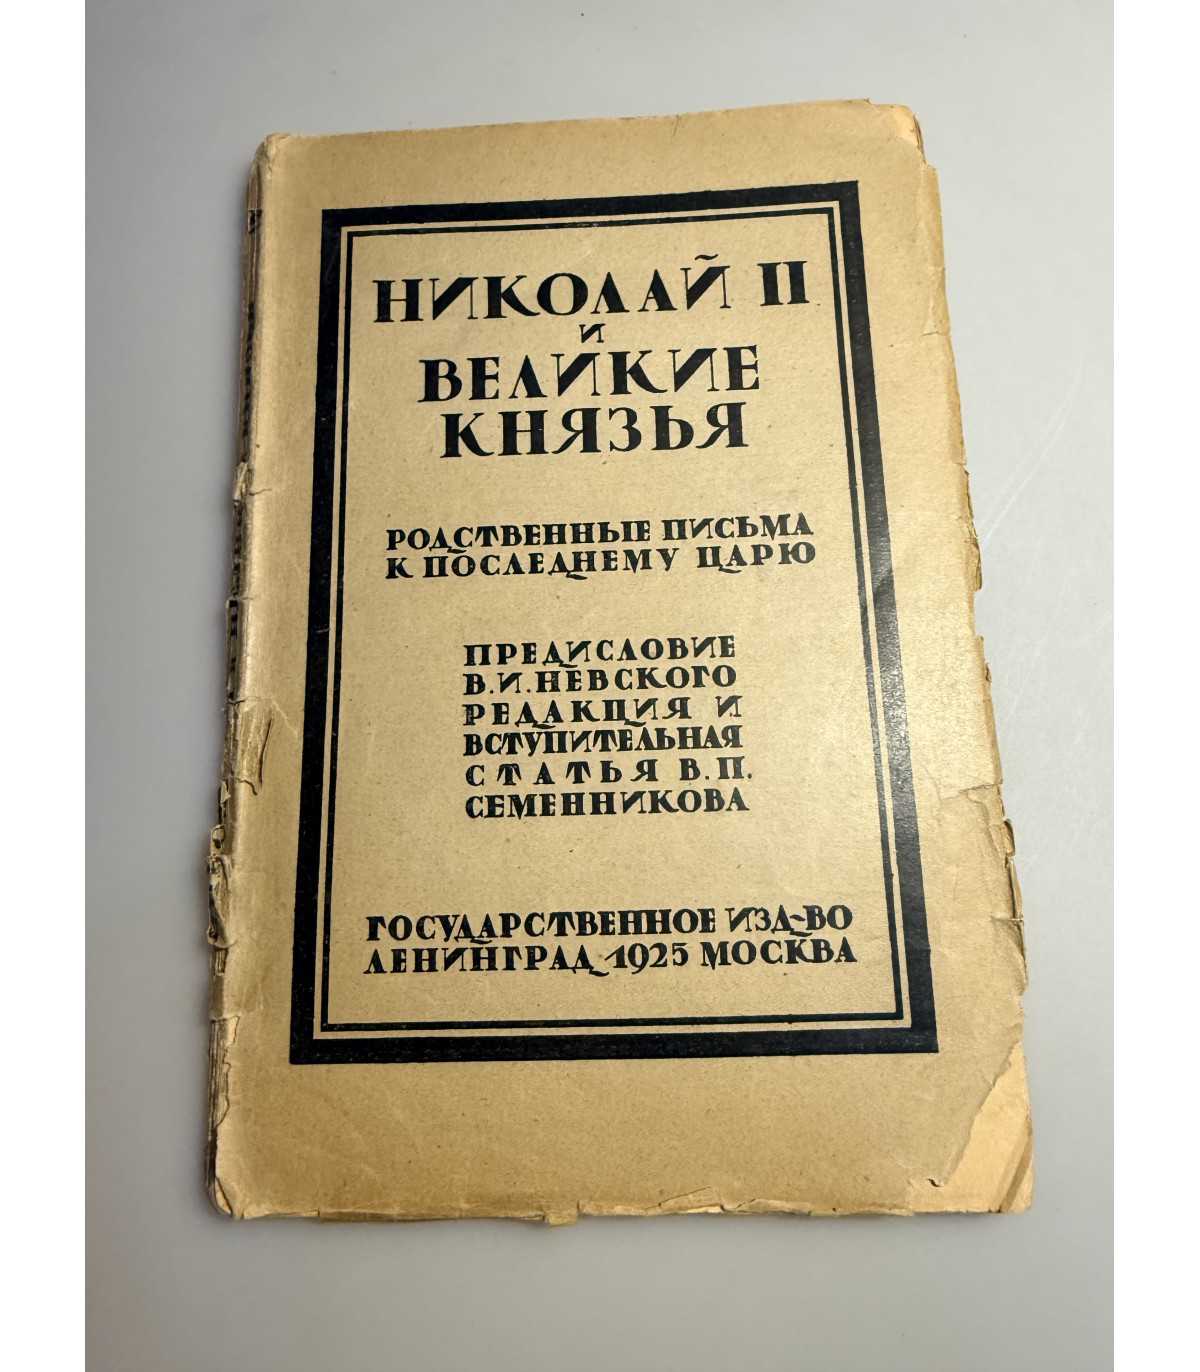 НИКОЛАЙ II
И
ВЕЛИКИЕ
КНЯЗЬЯ
РОДСТВЕННЫЕ ПИСЬМА
К ПОСЛЕДНЕМУ ЦАРЮ
ПРЕДИСЛОВИЕ
В.И.НЕВСКОГО
РЕДАКЦИЯ И
ВСТУПИТЕЛЬНАЯ
СТАТЬЯ В.П.
СЕМЕННИКОВА
ГОСУДАРСТВЕННОЕ ИЗД-ВО
ЛЕНИНГРАД 1925 МОСКВА